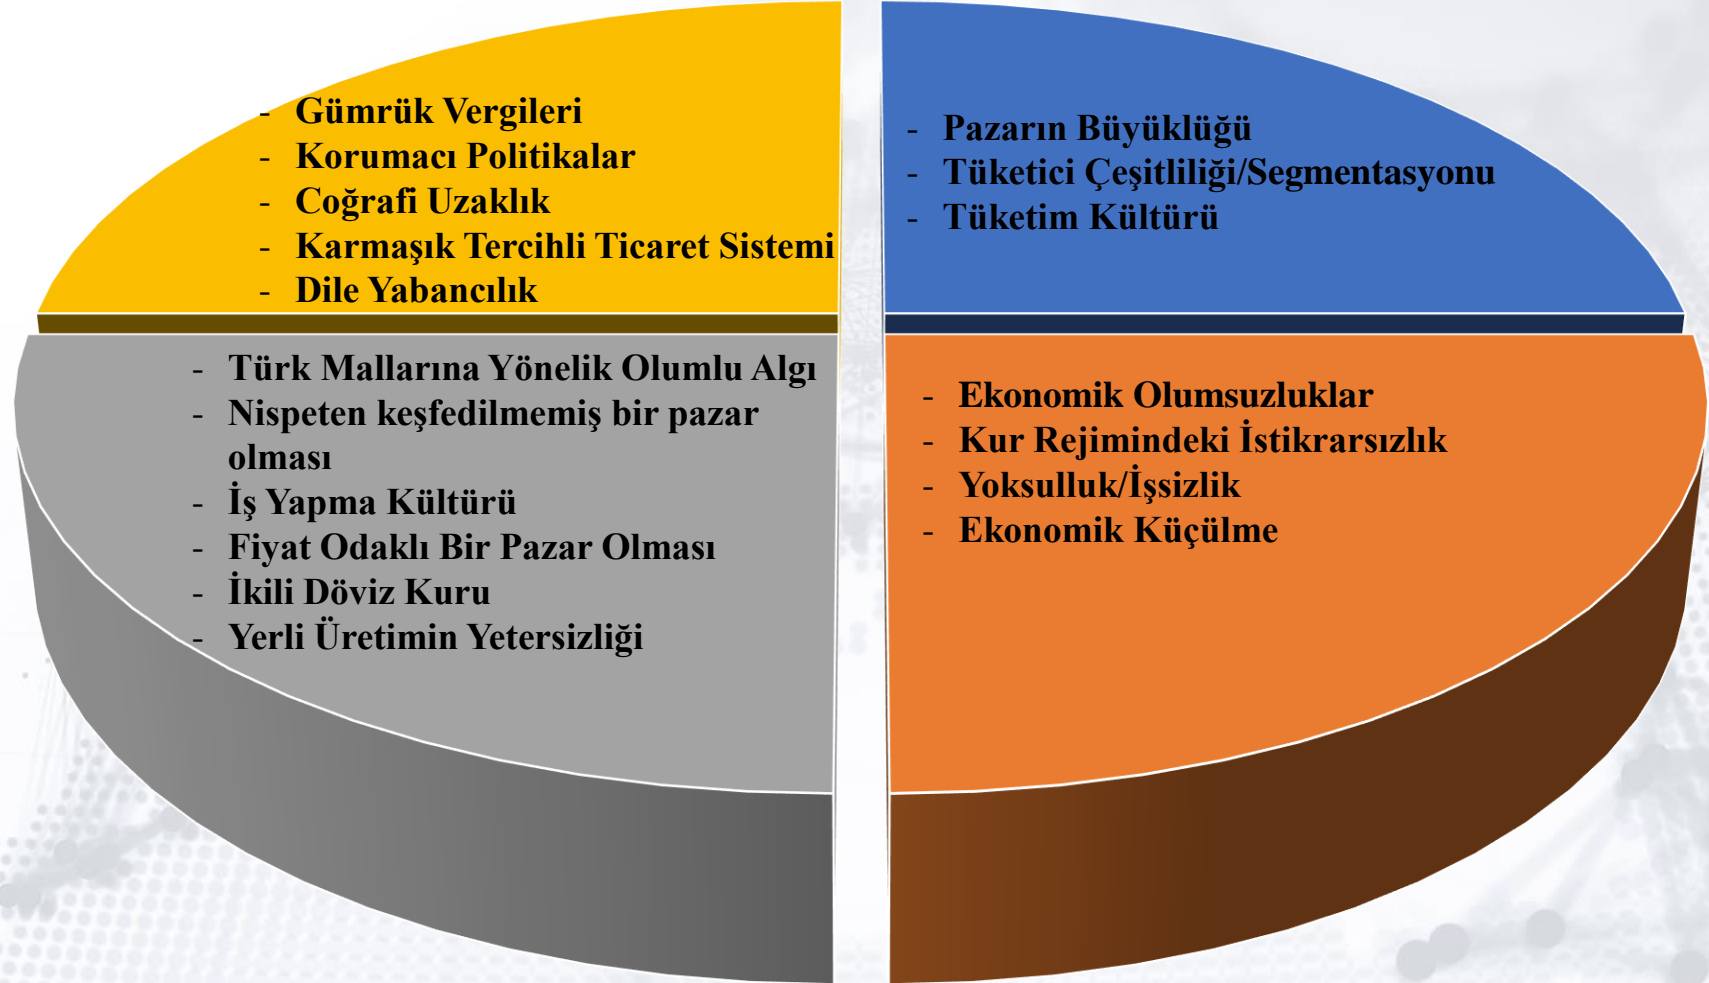 - Gümrük Vergileri
- Korumacı Politikalar
- Coğrafi Uzaklık
- Karmaşık Tercihli Ticaret Sistemi
- Dile Yabancılık
- Pazarın Büyüklüğü
- Tüketici Çeşitliliği/Segmentasyonu
- Tüketim Kültürü
- Türk Mallarına Yönelik Olumlu Algı
- Nispeten keşfedilmemiş bir pazar
olması
- İş Yapma Kültürü
- Fiyat Odaklı Bir Pazar Olması
- İkili Döviz Kuru
- Yerli Üretimin Yetersizliği
- Ekonomik Olumsuzluklar
- Kur Rejimindeki İstikrarsızlık
- Yoksulluk/İşsizlik
- Ekonomik Küçülme